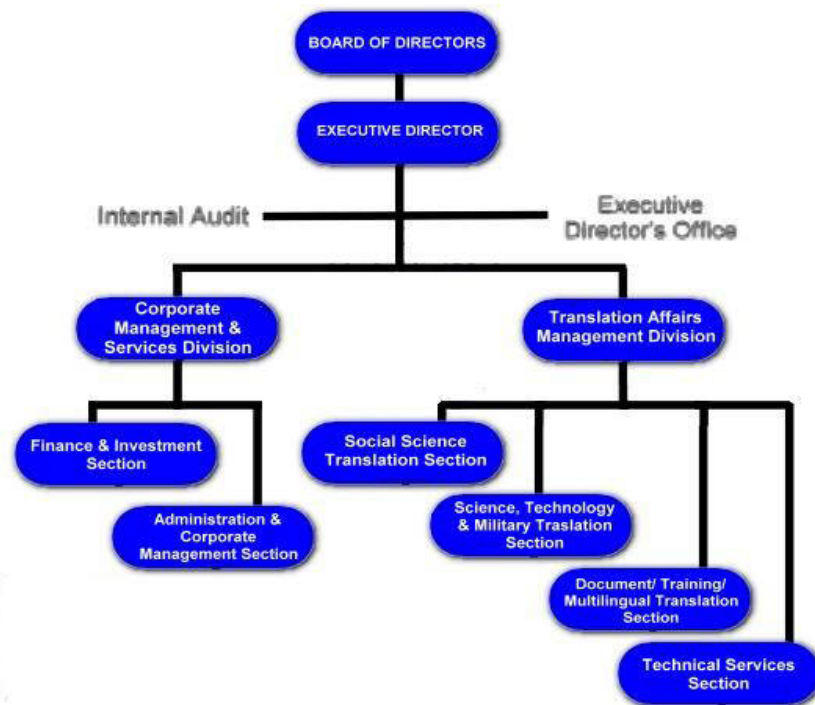 BOARD OF DIRECTORS
EXECUTIVE DIRECTOR
Internal Audit
Executive
Director's Office
Corporate
Management &
Services Division
Translation Affairs
Management Division
Finance & Investment
Section
Administration &
Corporate
Management Section
Social Science
Translation Section
Science, Technology
& Military Traslation
Section
Document/ Training/
Multilingual Translation
Section
Technical Services
Section